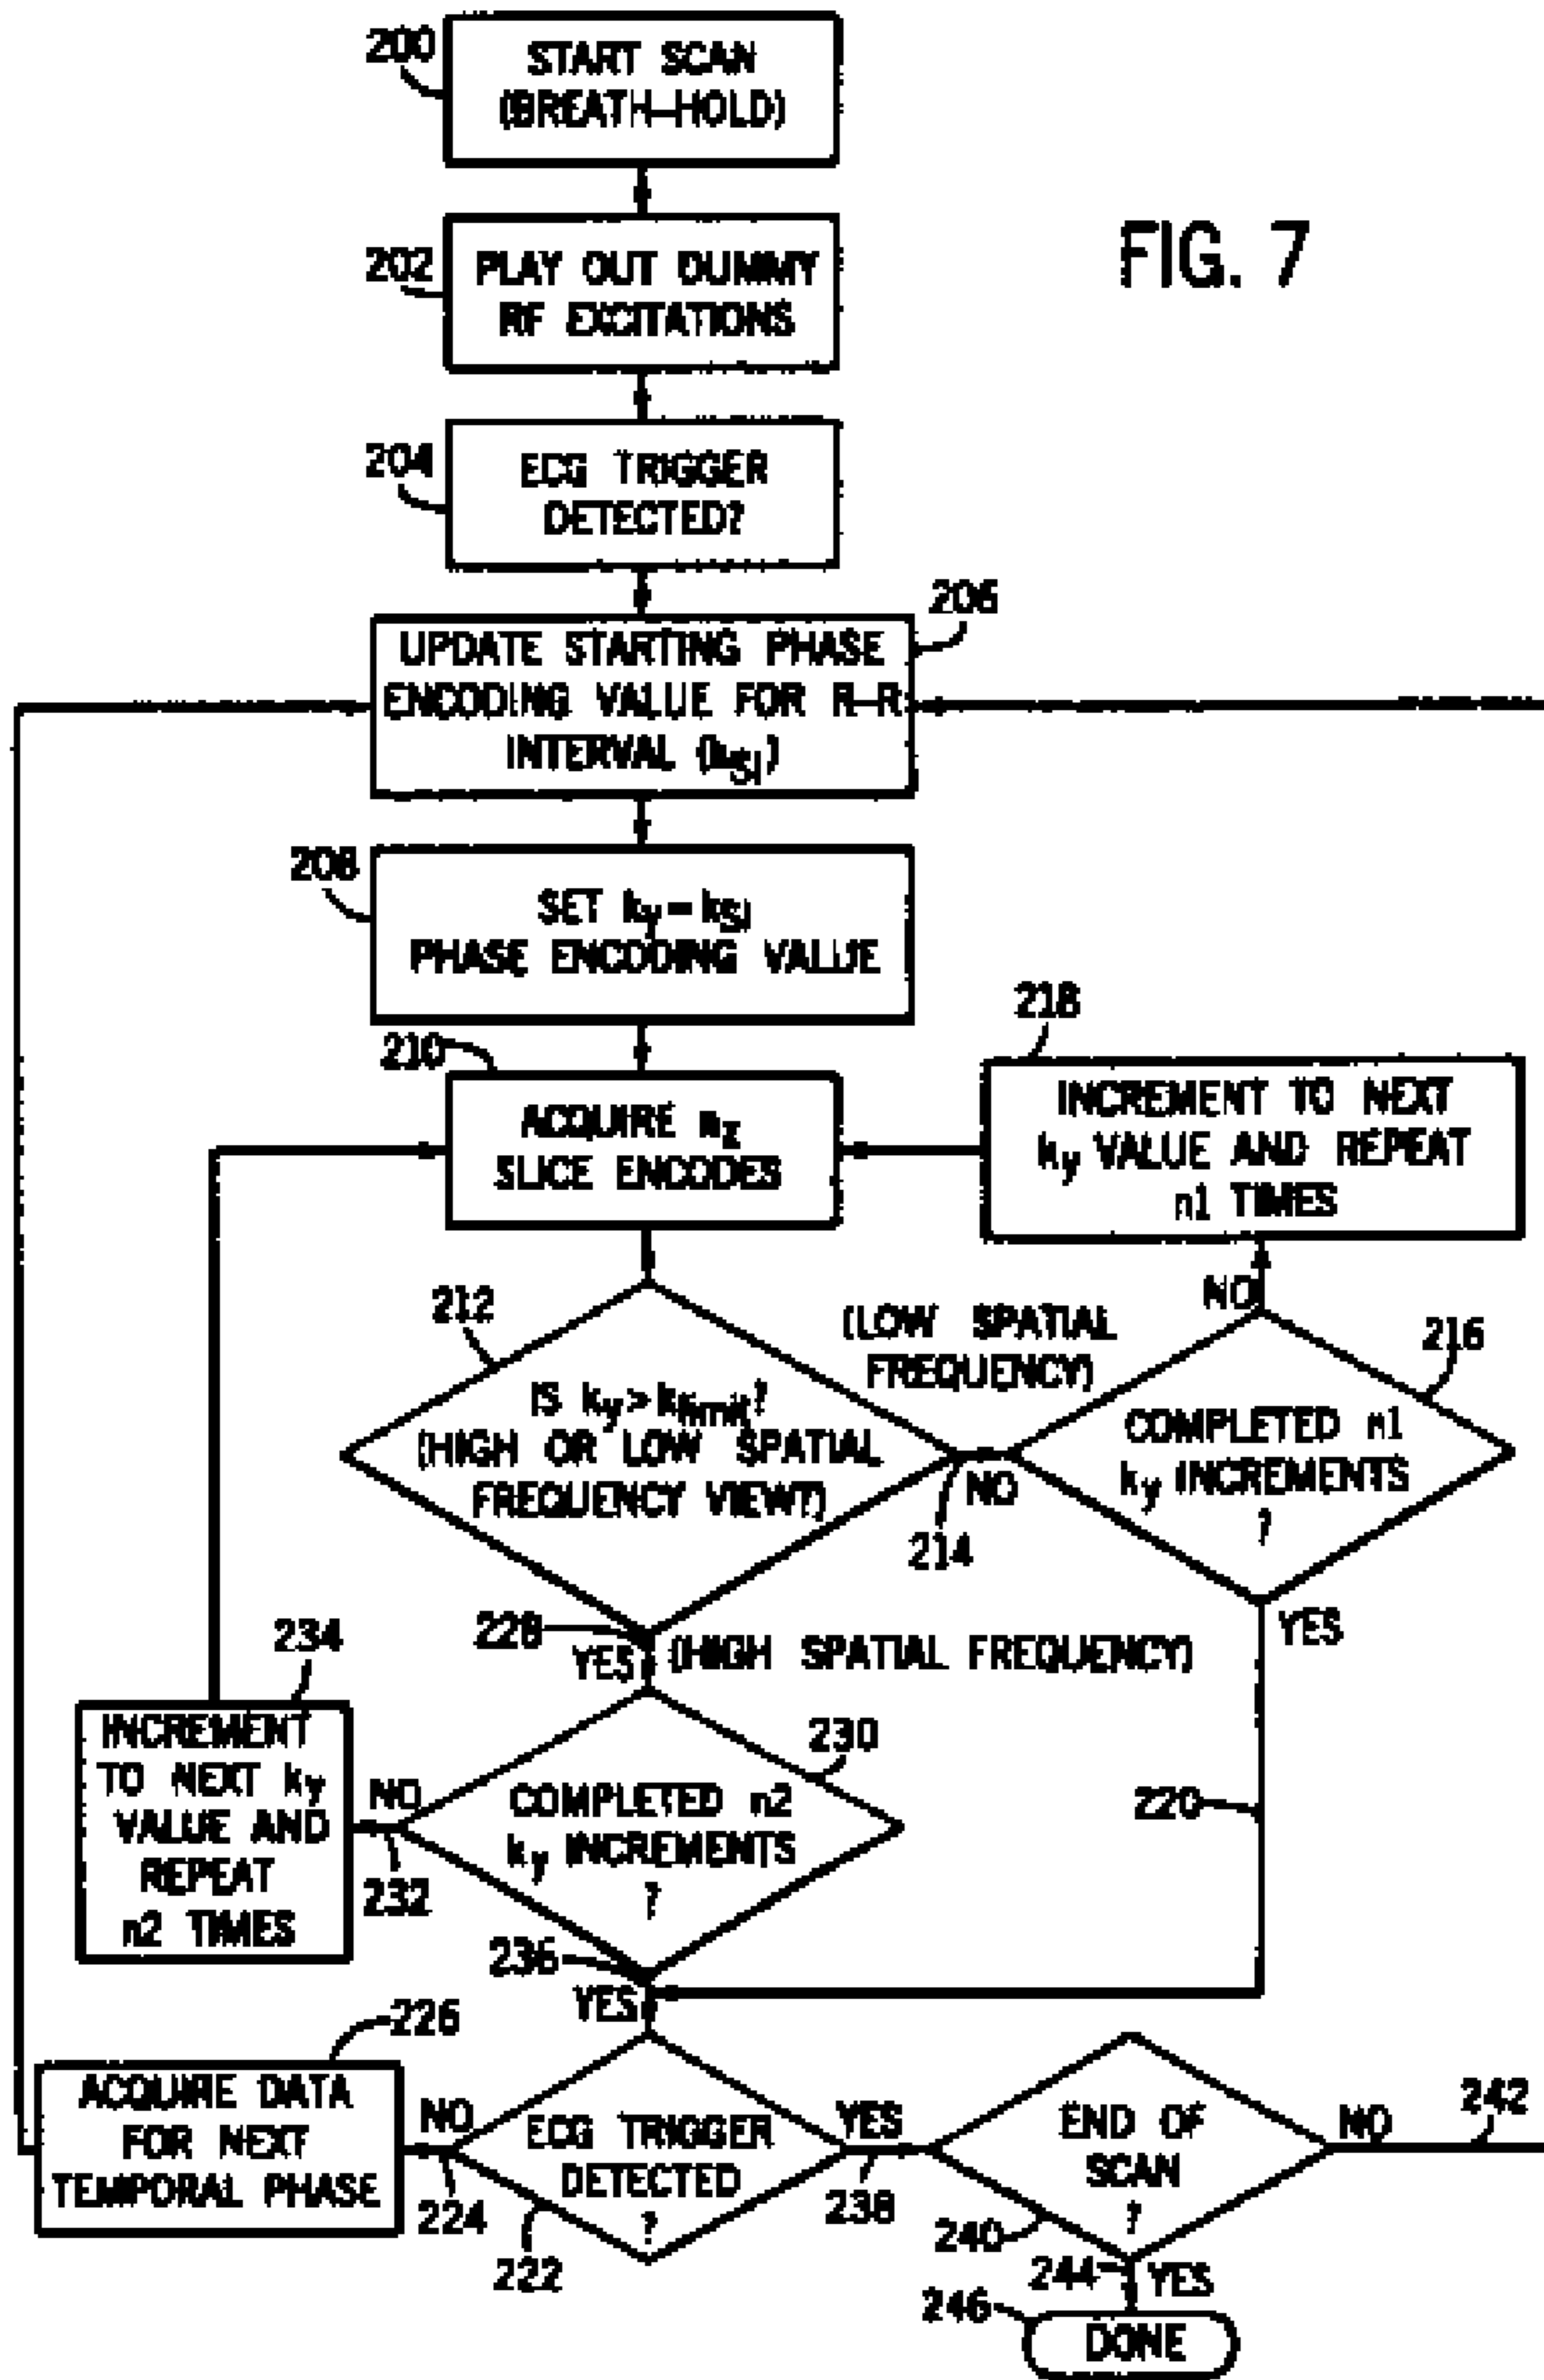 200
START SCAN
(BREATH-HOLD)
FIG. 7
202
PLAY OUT DUMMY
RF EXCITATIONS
204
ECG TRIGGER
DETECTED?
206
UPDATE STARTING PHASE
ENCODING VALUE FOR R-R
INTERVAL
208
SET ky =
PHASE ENCODING VALUE
210
ACQUIRE nz
SLICE ENCODES
218
INCREMENT TO NEXT
ky VALUE AND REPEAT
n1 TIMES
212
IS ky >
(HIGH OR LOW SPATIAL
FREQUENCY VIEW?)
(LOW SPATIAL
FREQUENCY)
NO
214
NO
216
COMPLETED n1
ky INCREMENTS
?
YES
228
YES
(HIGH SPATIAL FREQUENCY)
234
INCREMENT
TO NEXT ky
VALUE AND
REPEAT
n2 TIMES
NO
232
230
COMPLETED n2
ky INCREMENTS
?
220
236
YES
226
ACQUIRE DATA
FOR NEXT
TEMPORAL PHASE
NO
224
ECG TRIGGER
DETECTED
?
222
YES
238
END OF
SCAN
?
240
NO
242
244
YES
246
DONE